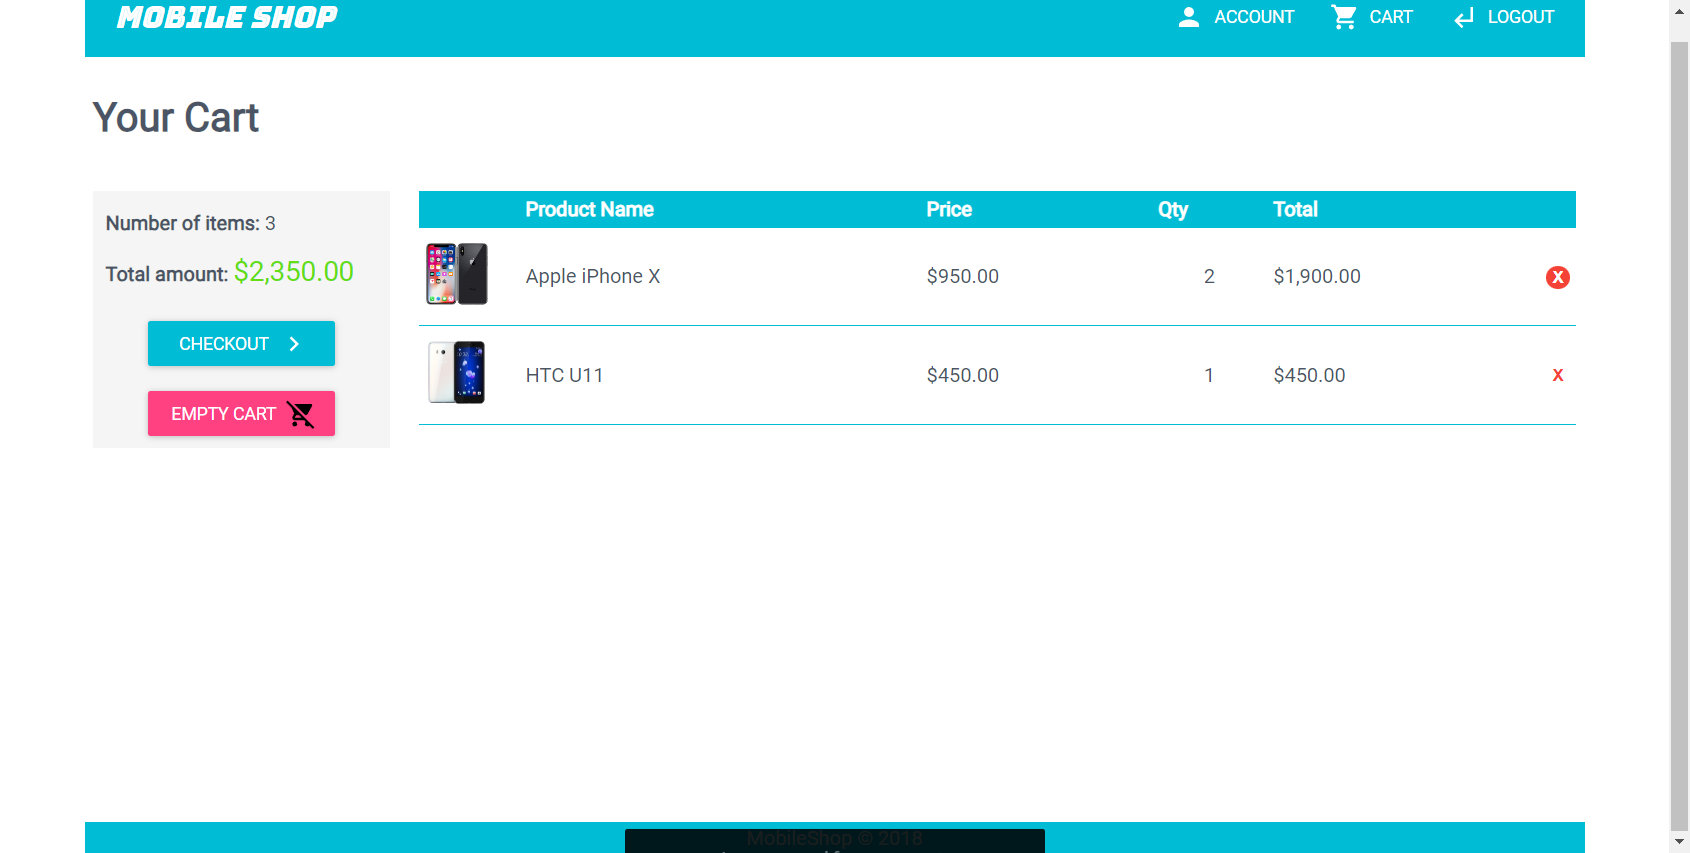 MOBILE SHOP
ACCOUNT CART LOGOUT
Your Cart
Number of items: 3
Total amount: $2,350.00
CHECKOUT
EMPTY CART
Product Name Price Qty Total
Apple iPhone X $950.00 2 $1,900.00 X
HTC U11 $450.00 1 $450.00 X
MobileShop © 2018